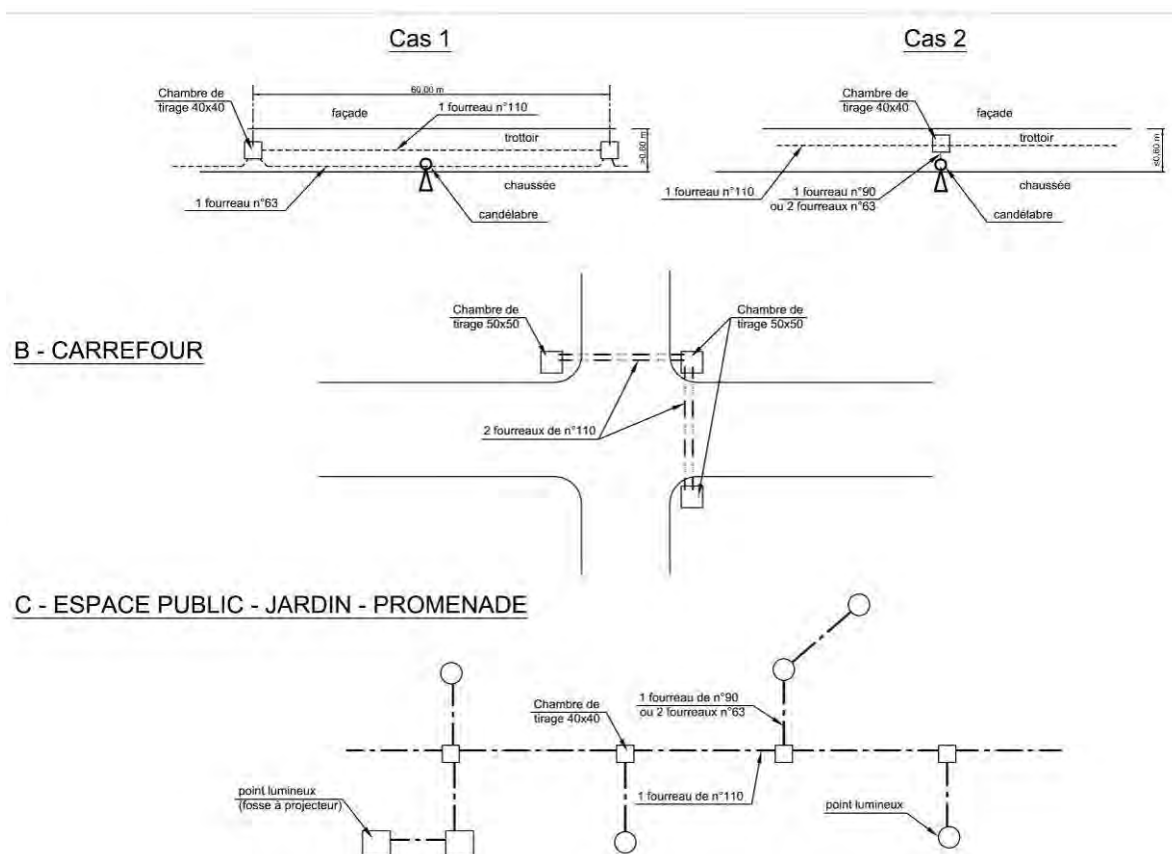 Cas 1
Cas 2
Chambre de
tirage 40x40
60,00 m
1 fourreau n°110
façade
trottoir
>0,60 m
chaussée
1 fourreau n°63
candélabre
Chambre de
tirage 40x40
façade
trottoir
≤0,60 m
1 fourreau n°110
1 fourreau n°90
ou 2 fourreaux n°63
chaussée
candélabre
B - CARREFOUR
Chambre de
tirage 50x50
Chambre de
tirage 50x50
2 fourreaux de n°110
C - ESPACE PUBLIC - JARDIN - PROMENADE
Chambre de
tirage 40x40
1 fourreau de n°90
ou 2 fourreaux n°63
point lumineux
(fosse à projecteur)
1 fourreau de n°110
point lumineux